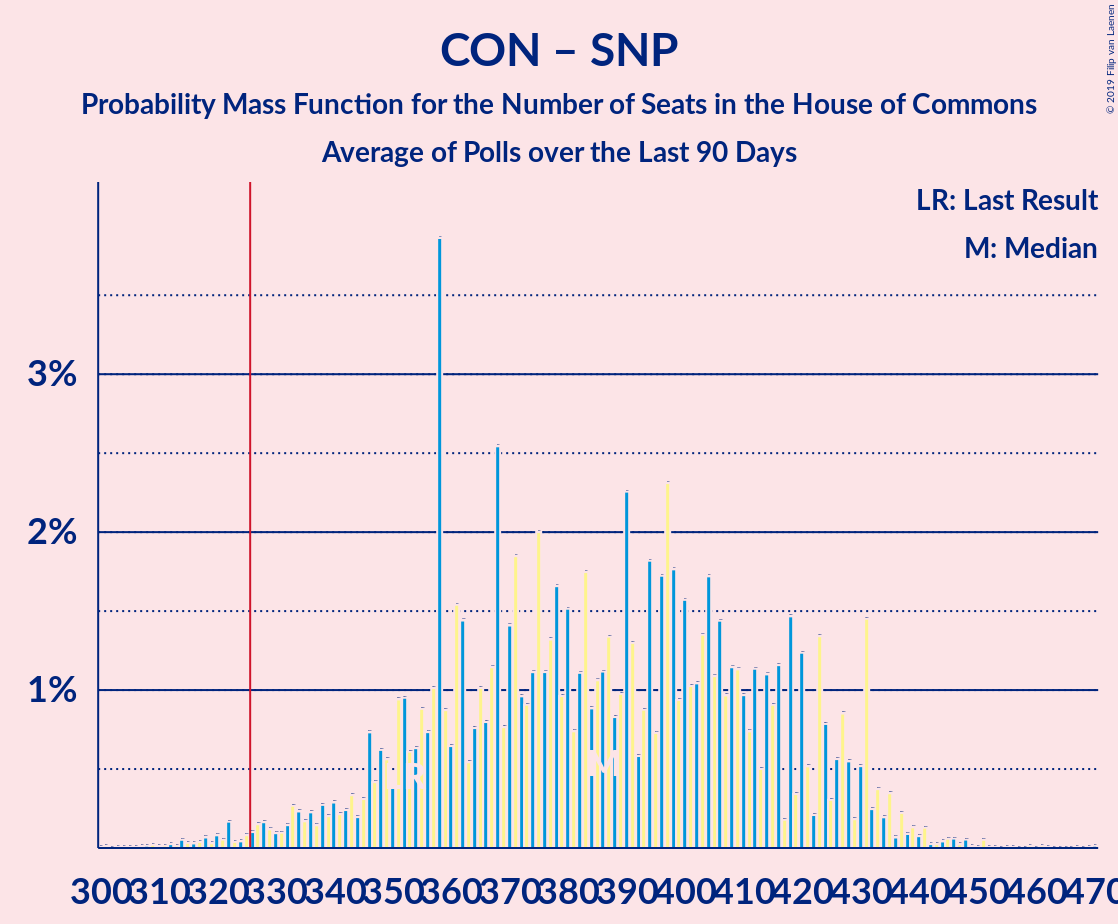 CON – SNP
Probability Mass Function for the Number of Seats in the House of Commons
Average of Polls over the Last 90 Days
© 2019 Filip van Laenen
LR: Last Result
M: Median
3%
2%
1%
LR
M
300 310 320 330 340 350 360 370 380 390 400 410 420 430 440 450 460 470